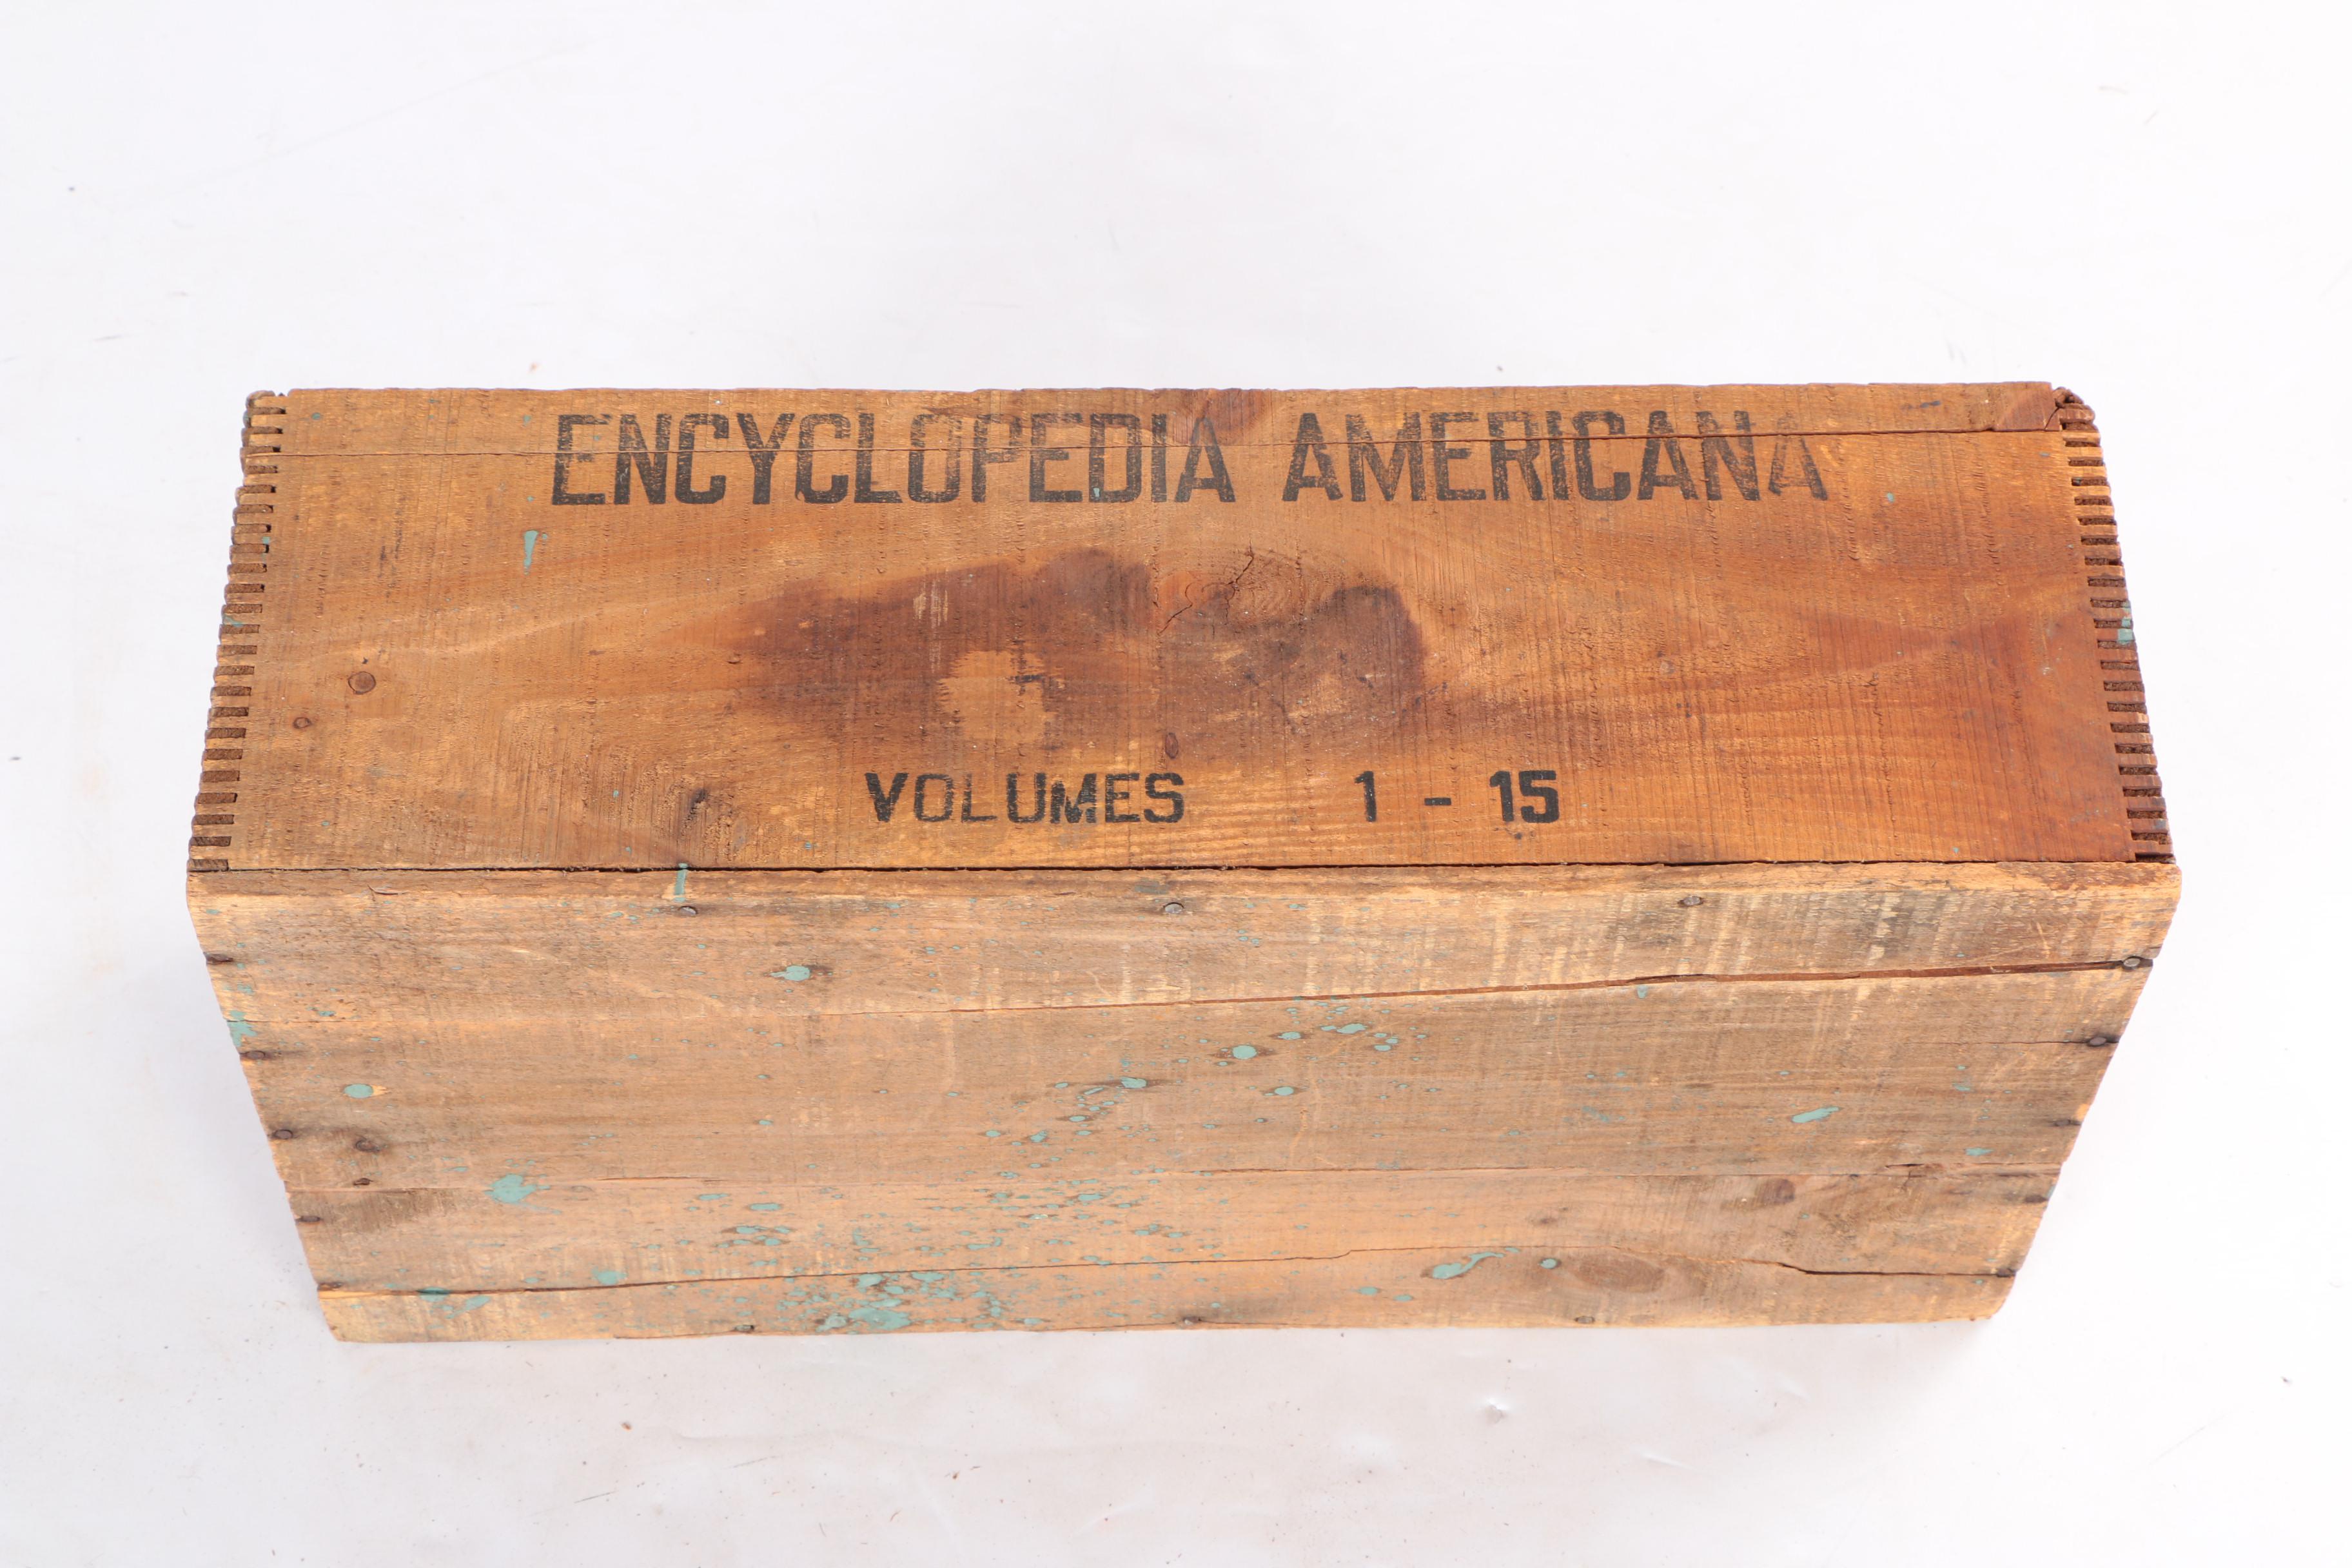 ENCYCLOPEDIA AMERICANA
VOLUMES 1 - 15